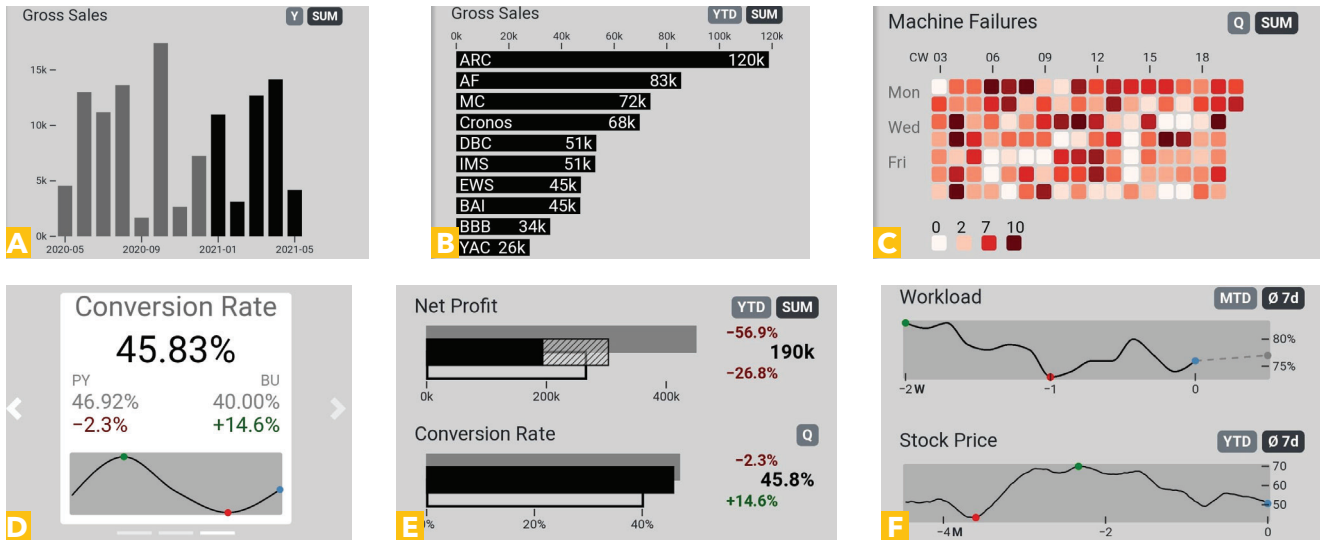 Gross Sales Y SUM
15k
10k
5k
0k
2020-05 2020-09 2021-01 2021-05
A
Gross Sales YTD SUM
0k 20k 40k 60k 80k 100k 120k
ARC 120k
AF 83k
MC 72k
Cronos 68k
DBC 51k
IMS 51k
EWS 45k
BAI 45k
BBB 34k
YAC 26k
B
Machine Failures Q SUM
CW 03 06 09 12 15 18
Mon
Wed
Fri
0 2 7 10
C
Conversion Rate
45.83%
PY BU
46.92% 40.00%
−2.3% +14.6%
D
Net Profit YTD SUM
−56.9%
190k
−26.8%
0k 200k 400k
Conversion Rate Q
−2.3%
45.8%
+14.6%
0% 20% 40%
E
Workload MTD Ø 7d
80%
75%
−2 W −1 0
Stock Price YTD Ø 7d
70
60
50
−4 M −2 0
F